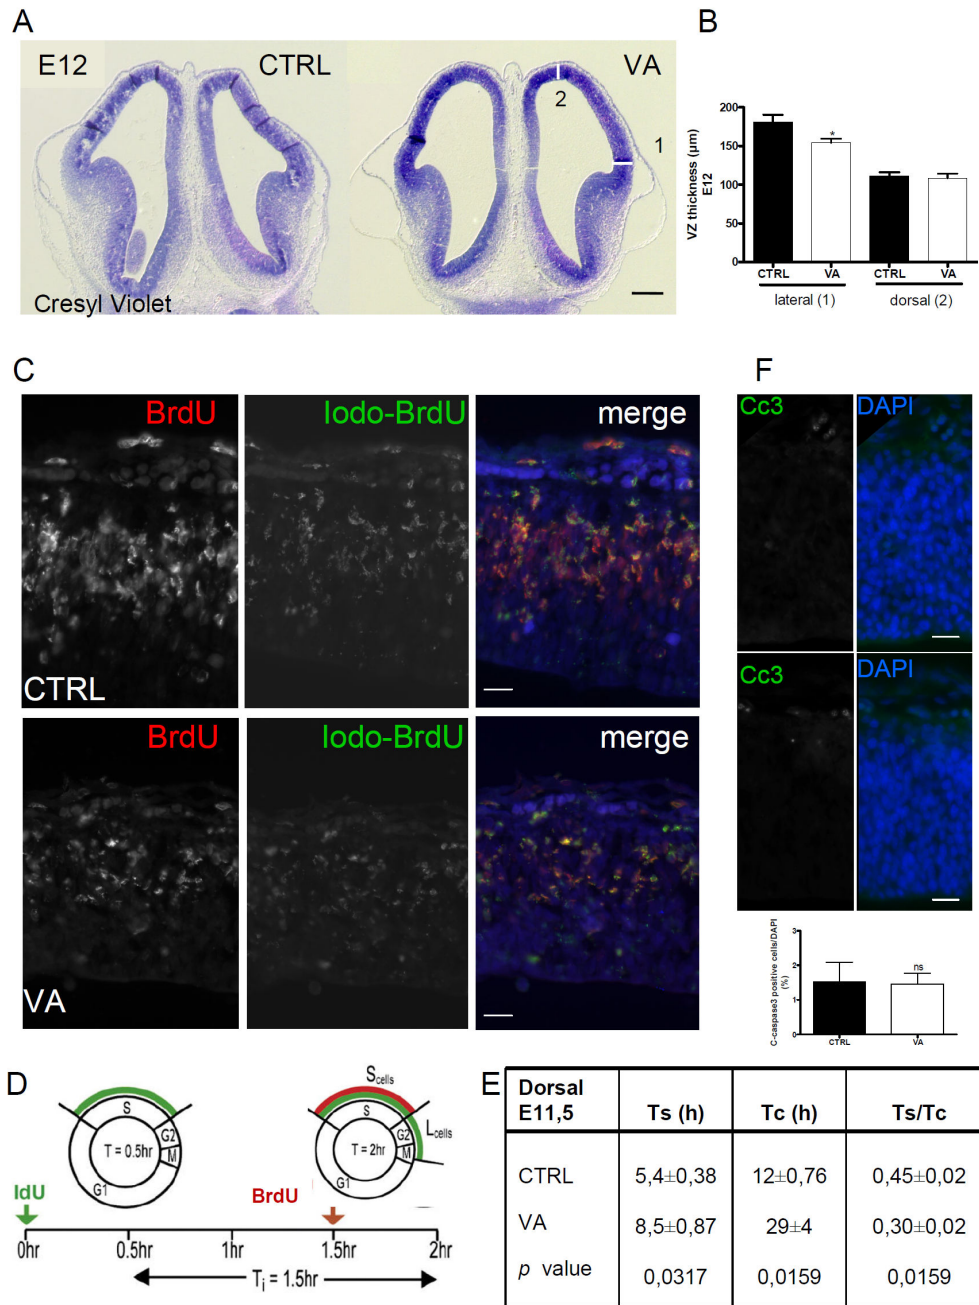 A
E12
CTRL
VA
2
1
Cresyl Violet
B
VZ thickness (µm)
E12
200
150
100
50
0
*
CTRL
VA
CTRL
VA
lateral (1)
dorsal (2)
C
BrdU
Iodo-BrdU
merge
CTRL
BrdU
Iodo-BrdU
merge
VA
F
Cc3
DAPI
Cc3
DAPI
C-caspase3 positive cells/DAPI
(%)
3
2
1
0
ns
CTRL
VA
D
S
G2
M
G1
T = 0.5hr
Scells
S
G2
M
Lcells
G1
T = 2hr
IdU
BrdU
0hr
0.5hr
1hr
1.5hr
2hr
Ti = 1.5hr
E
Dorsal E11,5
Ts (h)
Tc (h)
Ts/Tc
CTRL
5,4±0,38
12±0,76
0,45±0,02
VA
8,5±0,87
29±4
0,30±0,02
p value
0,0317
0,0159
0,0159